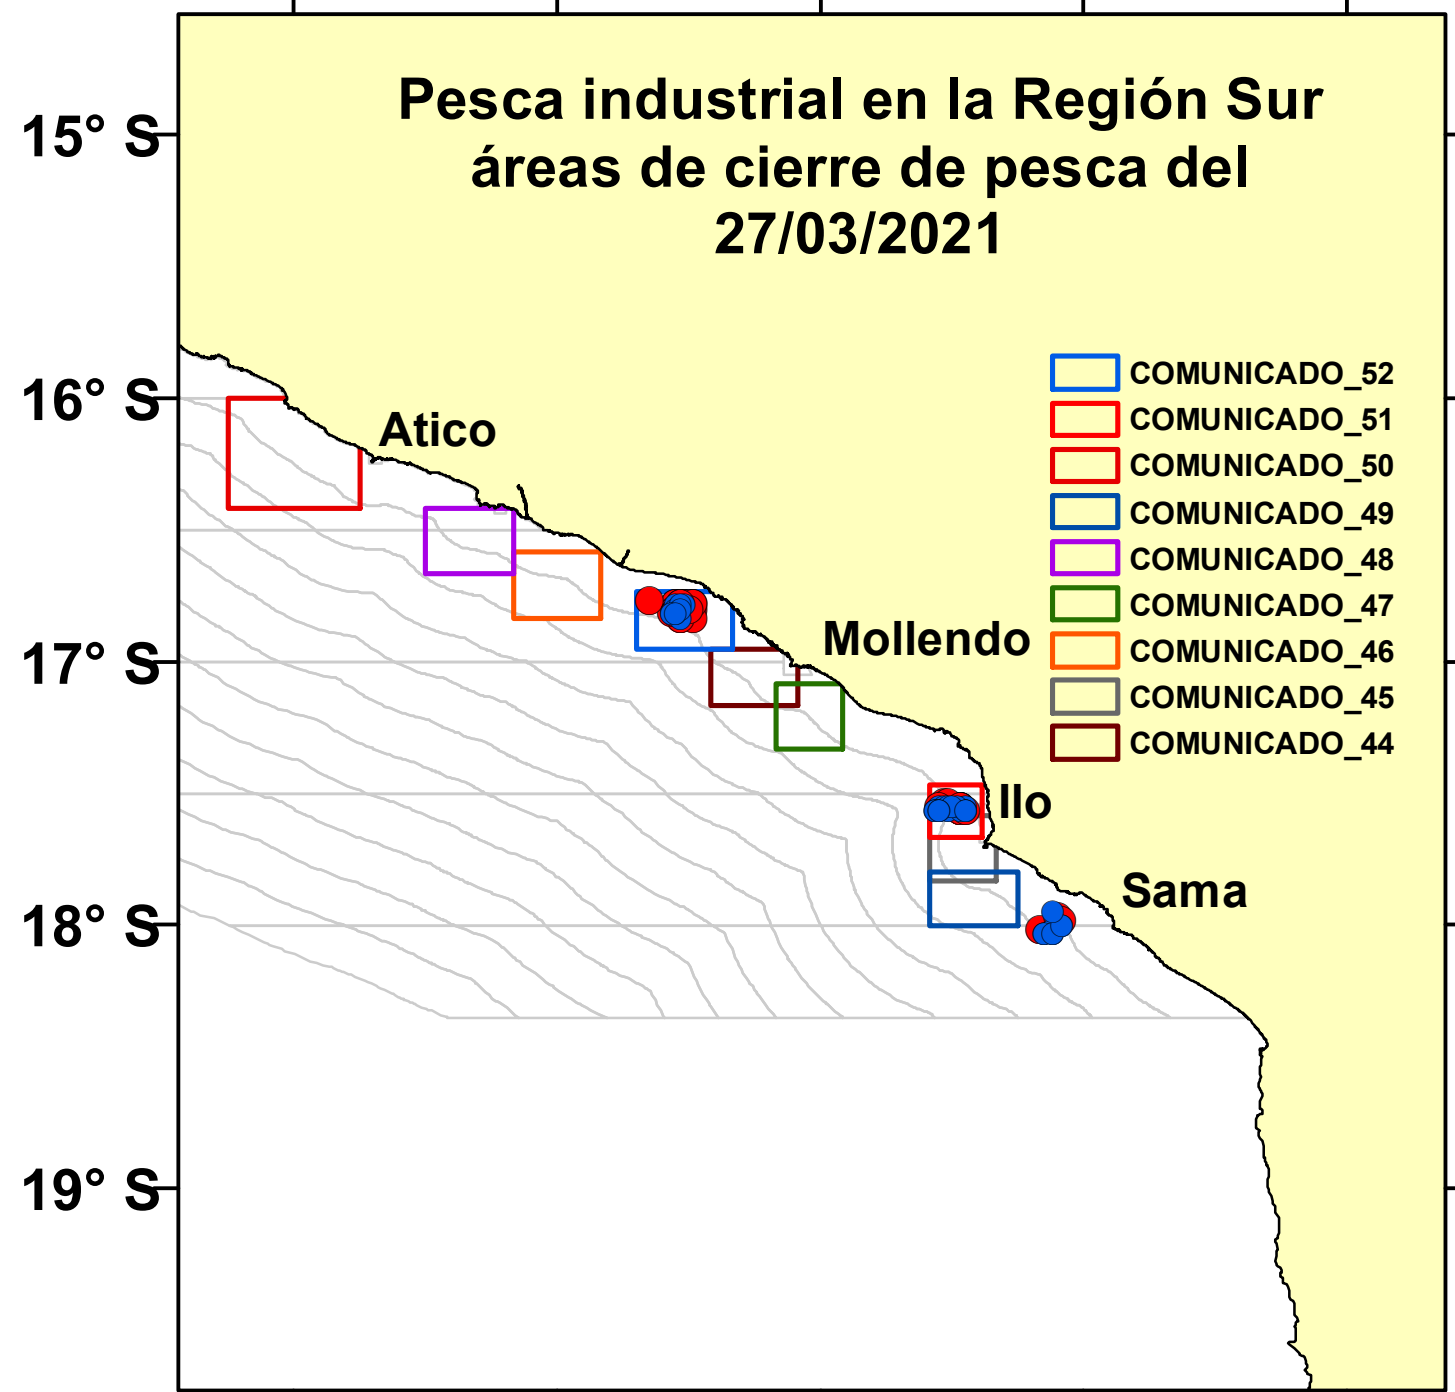 Pesca industrial en la Región Sur
áreas de cierre de pesca del
27/03/2021
15° S
16° S
17° S
18° S
19° S
Atico
Mollendo
Ilo
Sama
COMUNICADO_52
COMUNICADO_51
COMUNICADO_50
COMUNICADO_49
COMUNICADO_48
COMUNICADO_47
COMUNICADO_46
COMUNICADO_45
COMUNICADO_44